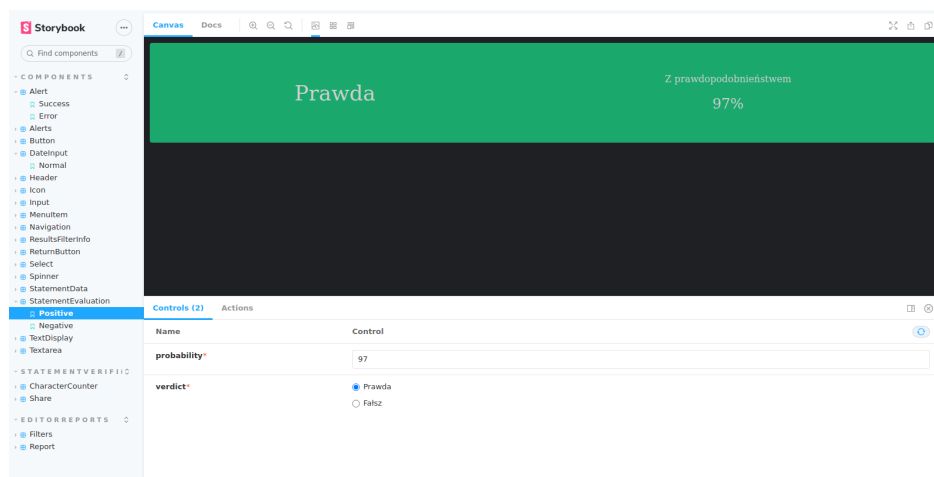 Storybook
Find components
/
COMPONENTS
Alert
Success
Error
Alerts
Button
DateInput
Normal
Header
Icon
Input
MenuItem
Navigation
ResultsFilterInfo
ReturnButton
Select
Spinner
StatementData
StatementEvaluation
Positive
Negative
TextDisplay
Textarea
STATEMENTVERIFI
CharacterCounter
Share
EDITORREPORTS
Filters
Report
Canvas Docs
Prawda
Z prawdopodobnieństwem
97%
Controls (2) Actions
Name Control
probability* 97
verdict* Prawda
Fałsz